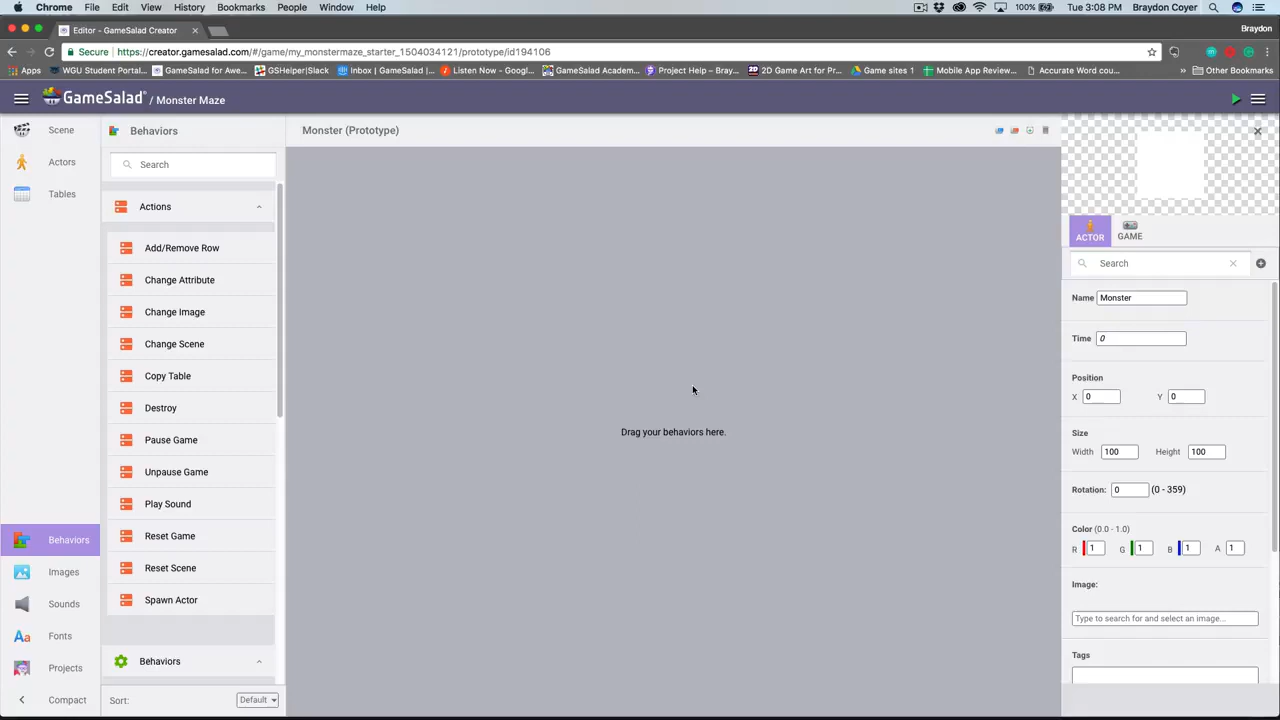 Chrome File Edit View History Bookmarks People Window Help 100% Tue 3:08 PM Braydon Coyer
Editor - GameSalad Creator Braydon
Secure https://creator.gamesalad.com/#/game/my_monstermaze_starter_1504034121/prototype/id194106
Apps WGU Student Portal... GameSalad for Awe... GSHelper|Slack Inbox | GameSalad |... Listen Now - Googl... GameSalad Academ... Project Help – Bray... 2D Game Art for Pr... Game sites 1 Mobile App Review... Accurate Word cou... » Other Bookmarks
GameSalad® / Monster Maze
Scene
Actors
Tables
Behaviors
Images
Sounds
Fonts
Projects
Compact
Behaviors
Search
Actions
Add/Remove Row
Change Attribute
Change Image
Change Scene
Copy Table
Destroy
Pause Game
Unpause Game
Play Sound
Reset Game
Reset Scene
Spawn Actor
Behaviors
Sort: Default
Monster (Prototype)
Drag your behaviors here.
ACTOR GAME
Search
Name Monster
Time 0
Position
X 0 Y 0
Size
Width 100 Height 100
Rotation: 0 (0 - 359)
Color (0.0 - 1.0)
R 1 G 1 B 1 A 1
Image:
Type to search for and select an image...
Tags